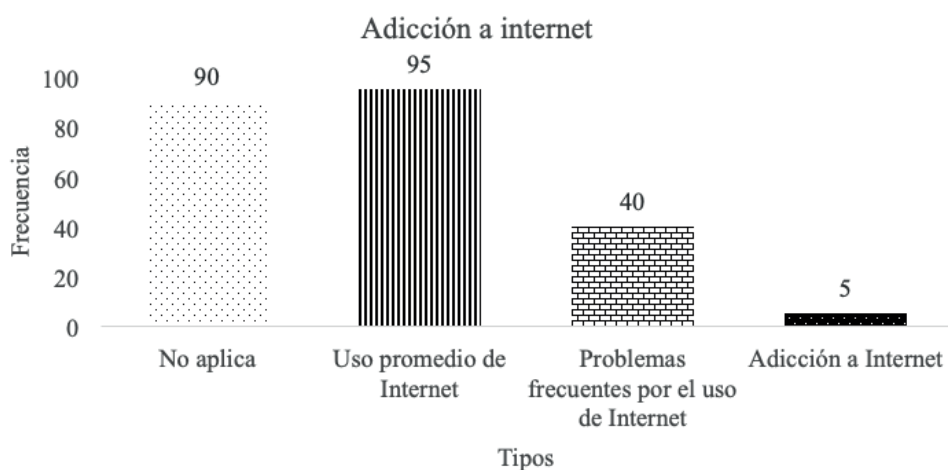 Adicción a internet
90
95
40
5
100
80
60
40
20
0
Frecuencia
No aplica
Uso promedio de
Internet
Problemas
frecuentes por el uso
de Internet
Adicción a Internet
Tipos